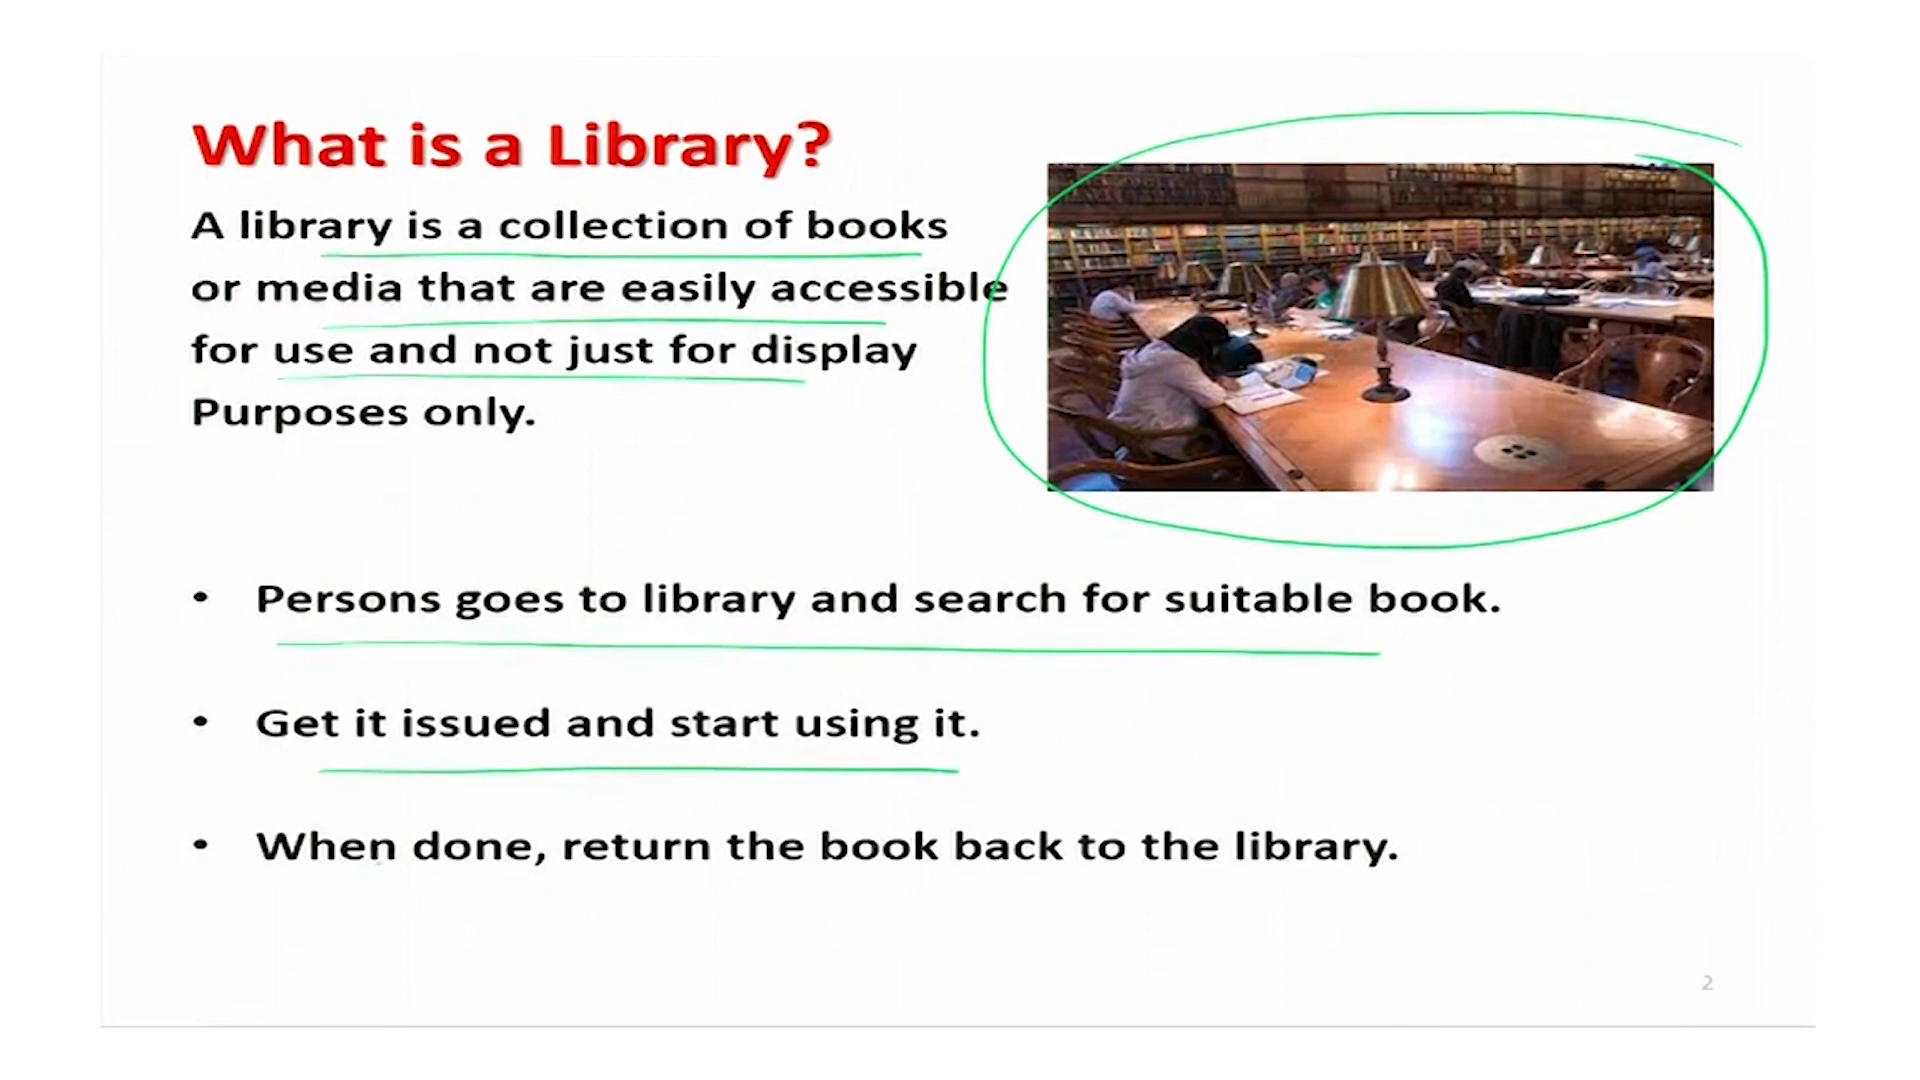 What is a Library?
A library is a collection of books
or media that are easily accessible
for use and not just for display
Purposes only.
• Persons goes to library and search for suitable book.
• Get it issued and start using it.
• When done, return the book back to the library.
2